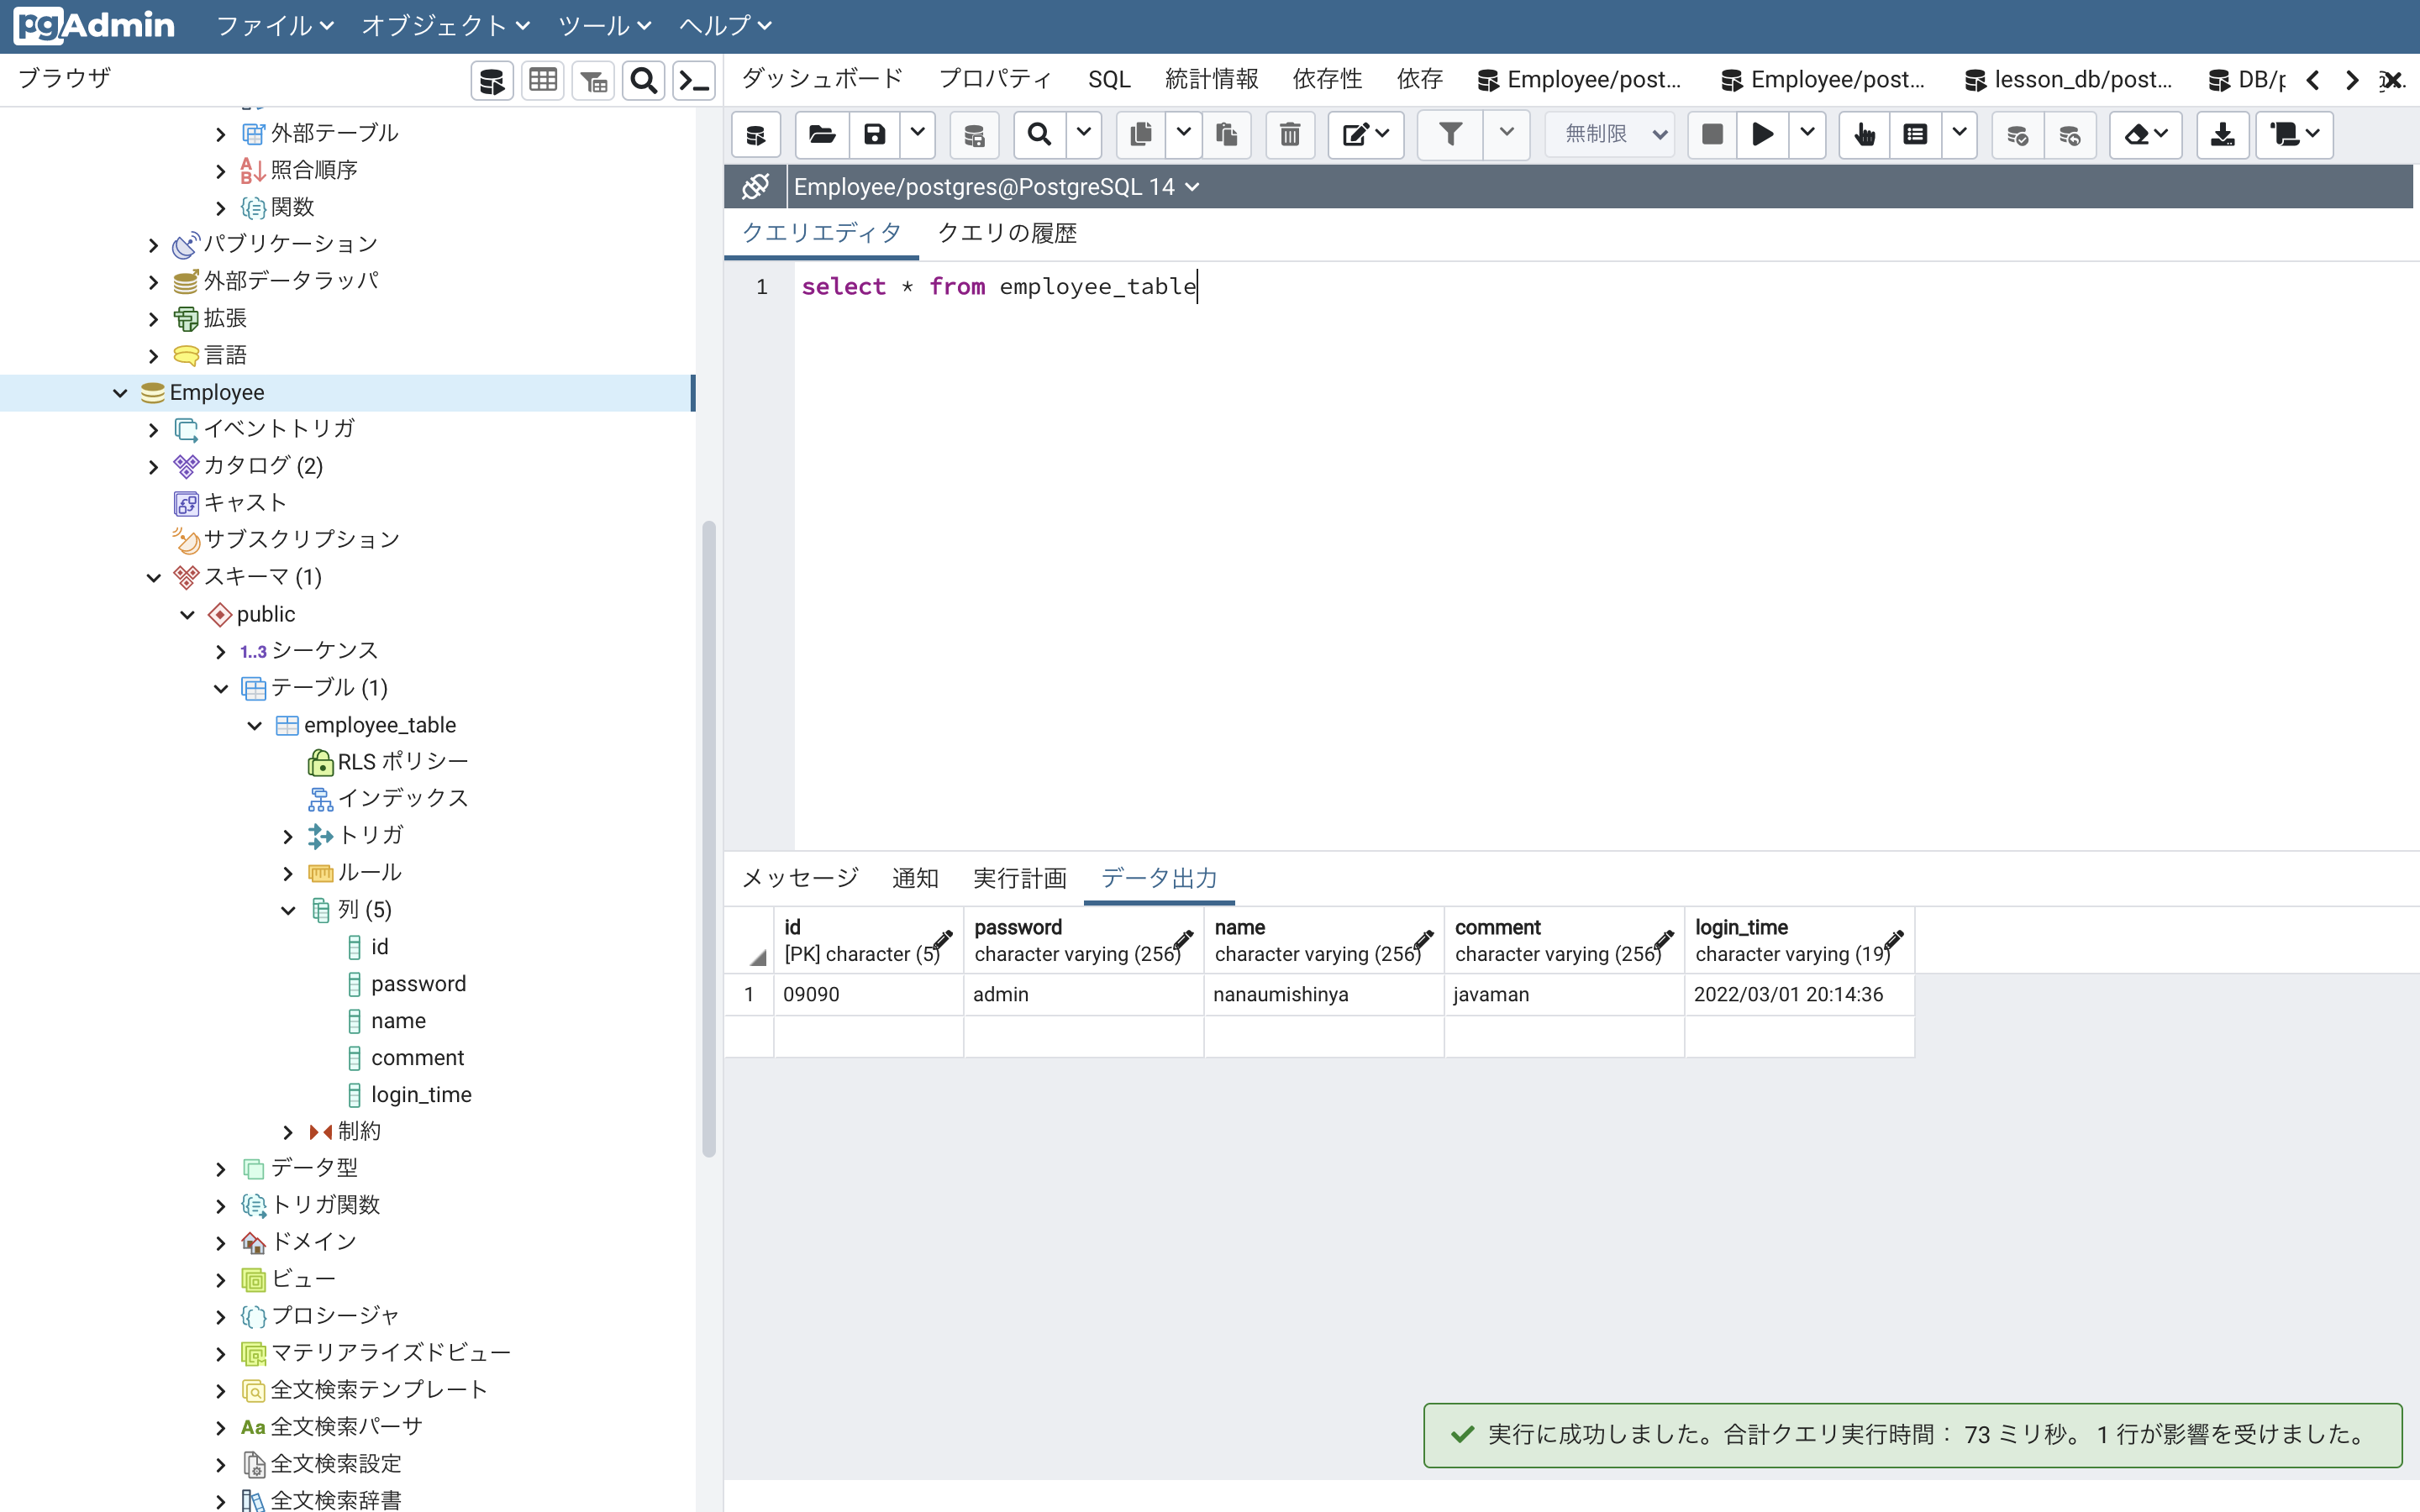 pgAdmin ファイル オブジェクト ツール ヘルプ
ブラウザ
ダッシュボード プロパティ SQL 統計情報 依存性 依存 Employee/post... Employee/post... lesson_db/post... DB/p
外部テーブル
照合順序
関数
パブリケーション
外部データラッパ
拡張
言語
Employee
イベントトリガ
カタログ (2)
キャスト
サブスクリプション
スキーマ (1)
public
1..3 シーケンス
テーブル (1)
employee_table
RLS ポリシー
インデックス
トリガ
ルール
列 (5)
id
password
name
comment
login_time
制約
データ型
トリガ関数
ドメイン
ビュー
プロシージャ
マテリアライズドビュー
全文検索テンプレート
Aa 全文検索パーサ
全文検索設定
全文検索辞書
無制限
Employee/postgres@PostgreSQL 14
クエリエディタ クエリの履歴
1 select * from employee_table
メッセージ 通知 実行計画 データ出力
id password name comment login_time
[PK] character (5) character varying (256) character varying (256) character varying (256) character varying (19)
1 09090 admin nanaumishinya javaman 2022/03/01 20:14:36
実行に成功しました。合計クエリ実行時間： 73 ミリ秒。 1 行が影響を受けました。